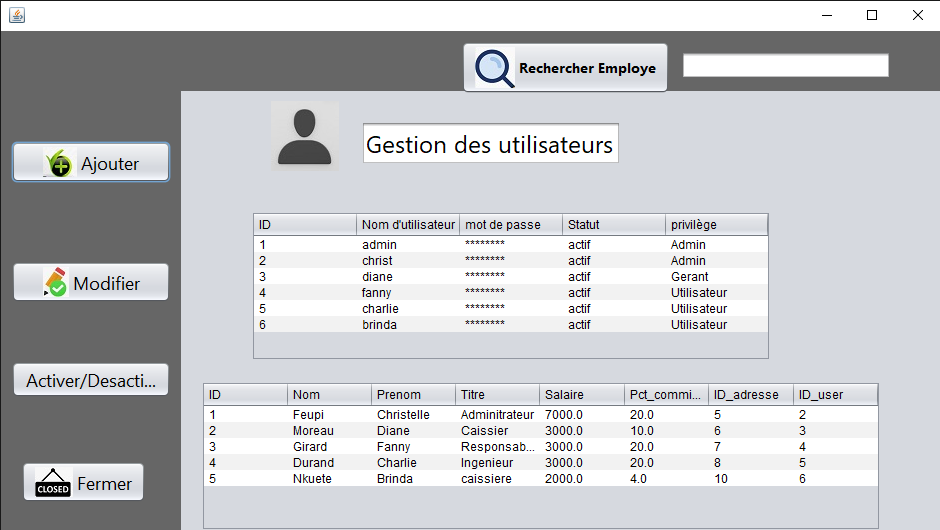 Rechercher Employe
Gestion des utilisateurs
Ajouter
Modifier
Activer/Desacti...
CLOSED Fermer
ID Nom d'utilisateur mot de passe Statut privilège
1 admin ******** actif Admin
2 christ ******** actif Admin
3 diane ******** actif Gerant
4 fanny ******** actif Utilisateur
5 charlie ******** actif Utilisateur
6 brinda ******** actif Utilisateur
ID Nom Prenom Titre Salaire Pct_commi... ID_adresse ID_user
1 Feupi Christelle Adminitrateur 7000.0 20.0 5 2
2 Moreau Diane Caissier 3000.0 10.0 6 3
3 Girard Fanny Responsab... 3000.0 20.0 7 4
4 Durand Charlie Ingenieur 3000.0 20.0 8 5
5 Nkuete Brinda caissiere 2000.0 4.0 10 6